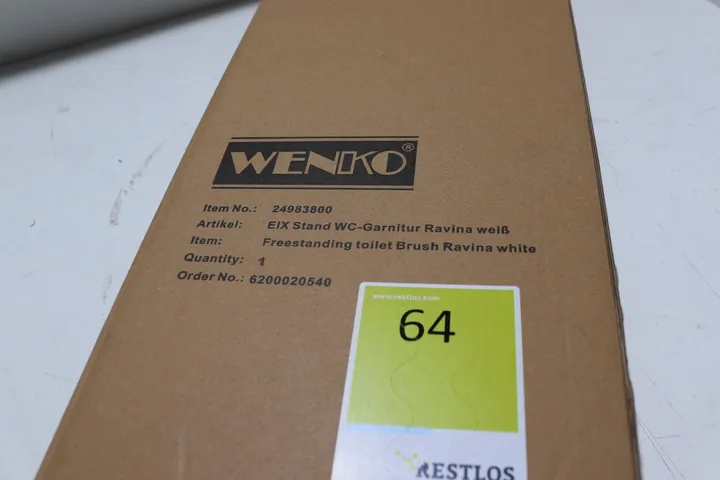 WENKO®
Item No.: 24983800
Artikel: EIX Stand WC-Garnitur Ravina weiß
Item: Freestanding toilet Brush Ravina white
Quantity: 1
Order No.: 6200020540
www.restlos.com
64
RESTLOS